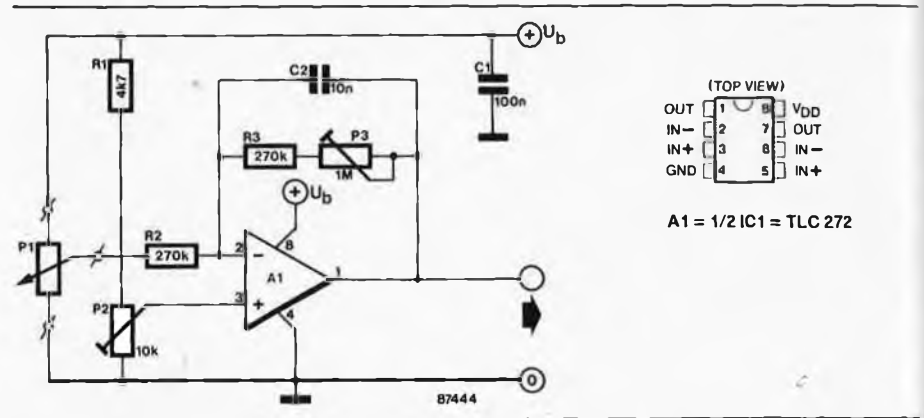 Ub
R1
4k7
C2
10n
C1
100n
R3
270k
P3
1M
Ub
P1
R2
270k
2
8
A1
1
3
4
P2
10k
0
87444
(TOP VIEW)
OUT 1 8 VDD
IN− 2 7 OUT
IN+ 3 6 IN−
GND 4 5 IN+
A1 = 1/2 IC1 = TLC 272